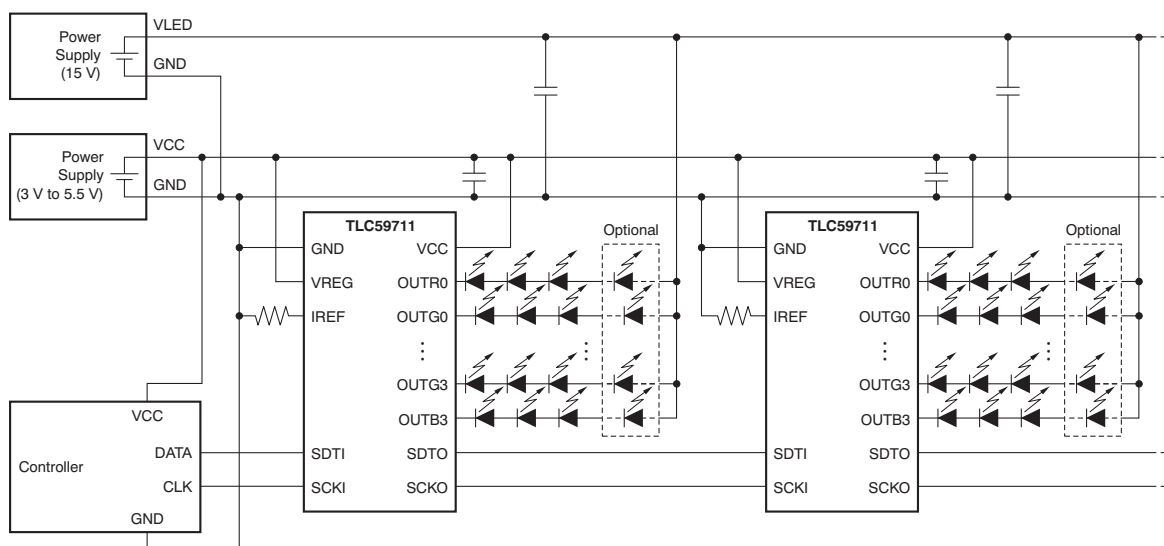 Power
Supply
(15 V)
VLED
GND
Power
Supply
(3 V to 5.5 V)
VCC
GND
TLC59711
GND
VREG
IREF
SDTI
SCKI
VCC
OUTR0
OUTG0
OUTG3
OUTB3
SDTO
SCKO
Optional
TLC59711
GND
VREG
IREF
SDTI
SCKI
VCC
OUTR0
OUTG0
OUTG3
OUTB3
SDTO
SCKO
Optional
Controller
VCC
DATA
CLK
GND